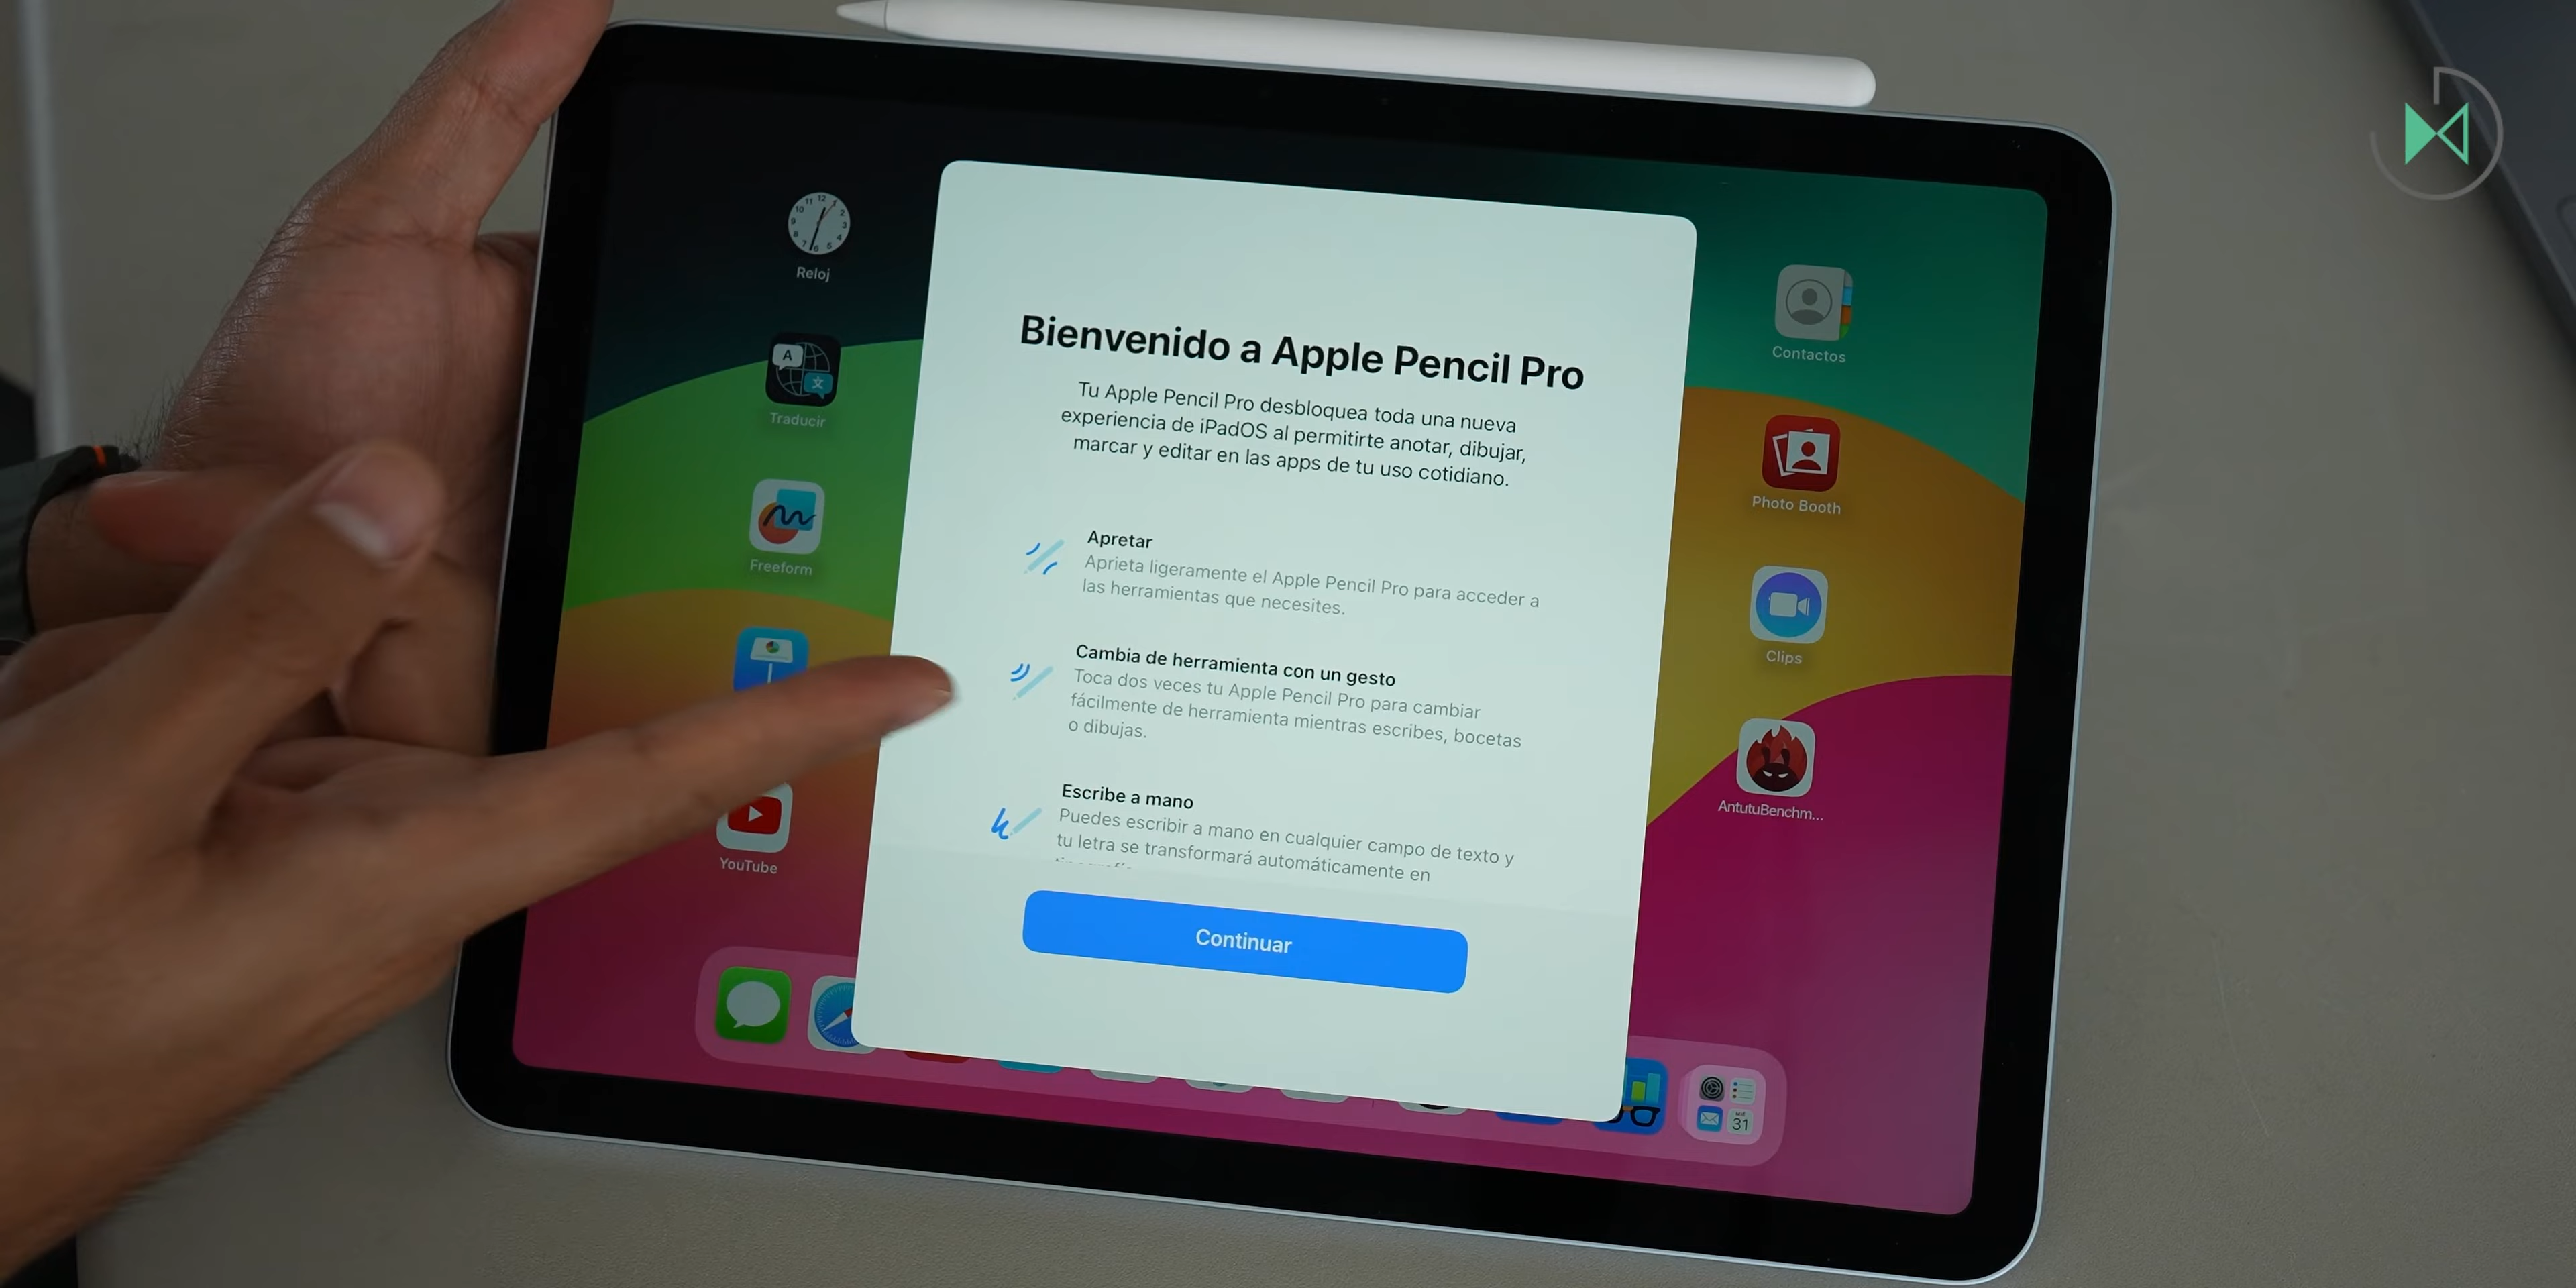 Reloj
Traducir
Freeform
YouTube
Bienvenido a Apple Pencil Pro
Tu Apple Pencil Pro desbloquea toda una nueva
experiencia de iPadOS al permitirte anotar, dibujar,
marcar y editar en las apps de tu uso cotidiano.
Apretar
Aprieta ligeramente el Apple Pencil Pro para acceder a
las herramientas que necesites.
Cambia de herramienta con un gesto
Toca dos veces tu Apple Pencil Pro para cambiar
fácilmente de herramienta mientras escribes, bocetas
o dibujas.
Escribe a mano
Puedes escribir a mano en cualquier campo de texto y
tu letra se transformará automáticamente en
Continuar
Contactos
Photo Booth
Clips
AntutuBenchm...
31